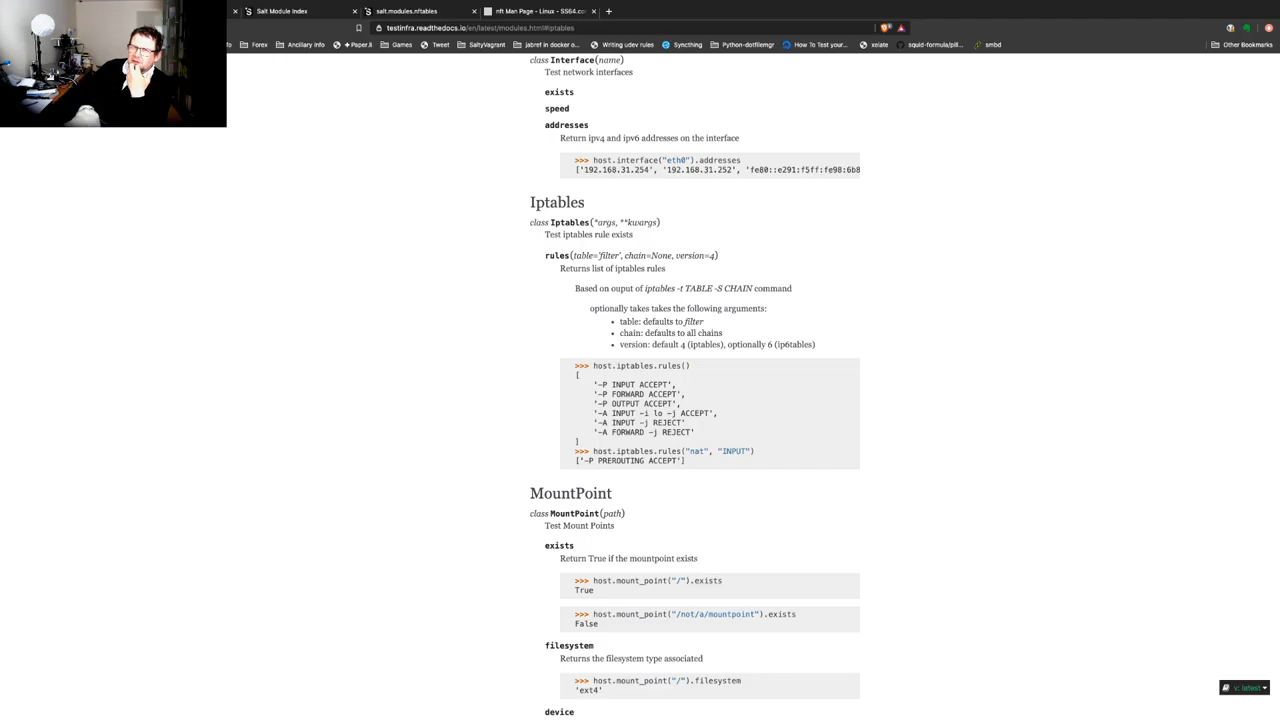 Salt Module Index
salt.modules.nftables
nft Man Page - Linux - SS64.co
testinfra.readthedocs.io/en/latest/modules.html#iptables
Forex
Ancillary Info
+ Paper.li
Games
Tweet
SaltyVagrant
jabref in docker o...
Writing udev rules
Syncthing
Python-dotfilemgr
How To Test your...
xeiate
squid-formula/pill...
smbd
Other Bookmarks
class Interface(name)
Test network interfaces
exists
speed
addresses
Return ipv4 and ipv6 addresses on the interface
>>> host.interface("eth0").addresses
['192.168.31.254', '192.168.31.252', 'fe80::e291:f5ff:fe98:6b8
Iptables
class Iptables(*args, **kwargs)
Test iptables rule exists
rules(table='filter', chain=None, version=4)
Returns list of iptables rules
Based on ouput of iptables -t TABLE -S CHAIN command
optionally takes takes the following arguments:
• table: defaults to filter
• chain: defaults to all chains
• version: default 4 (iptables), optionally 6 (ip6tables)
>>> host.iptables.rules()
[
'-P INPUT ACCEPT',
'-P FORWARD ACCEPT',
'-P OUTPUT ACCEPT',
'-A INPUT -i lo -j ACCEPT',
'-A INPUT -j REJECT'
'-A FORWARD -j REJECT'
]
>>> host.iptables.rules("nat", "INPUT")
['-P PREROUTING ACCEPT']
MountPoint
class MountPoint(path)
Test Mount Points
exists
Return True if the mountpoint exists
>>> host.mount_point("/").exists
True
>>> host.mount_point("/not/a/mountpoint").exists
False
filesystem
Returns the filesystem type associated
>>> host.mount_point("/").filesystem
'ext4'
device
v: latest